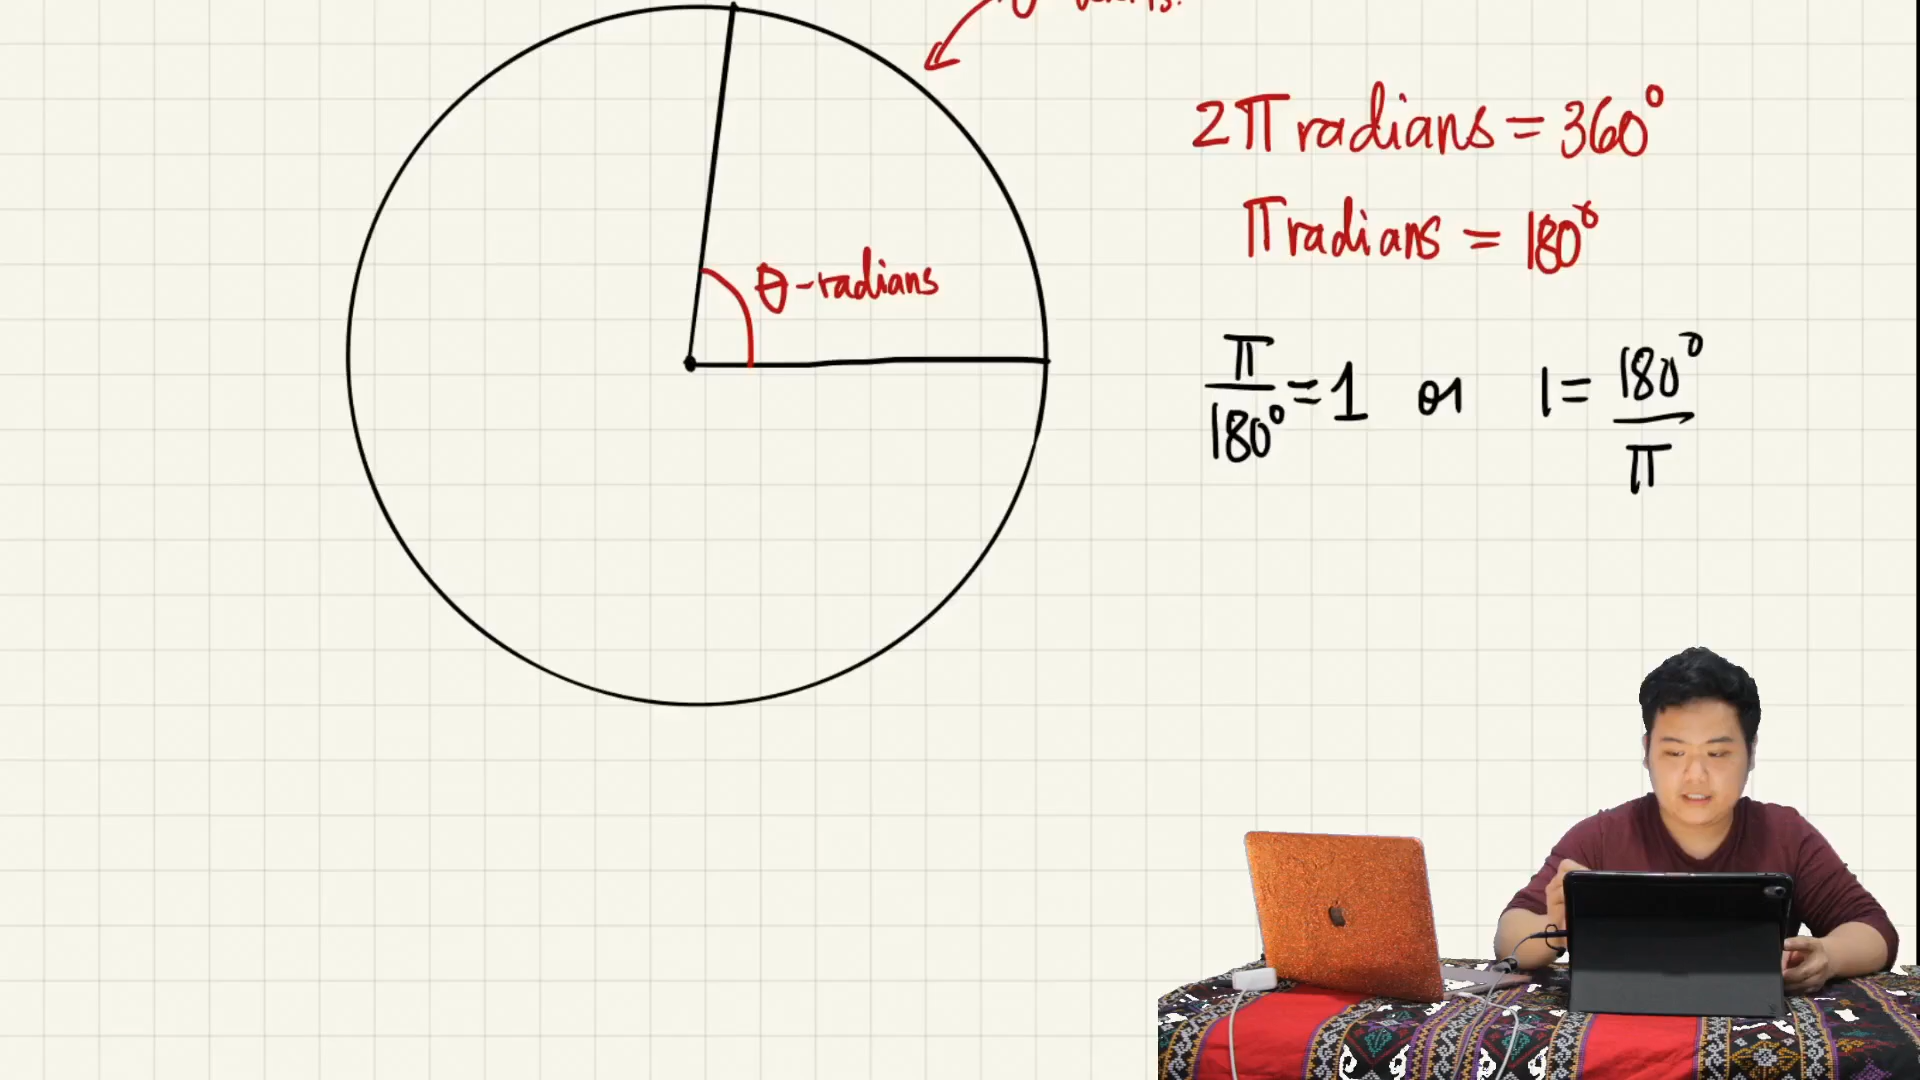 2π radians = 360°
π radians = 180°
θ-radians
π/180° = 1 or 1 = 180°/π